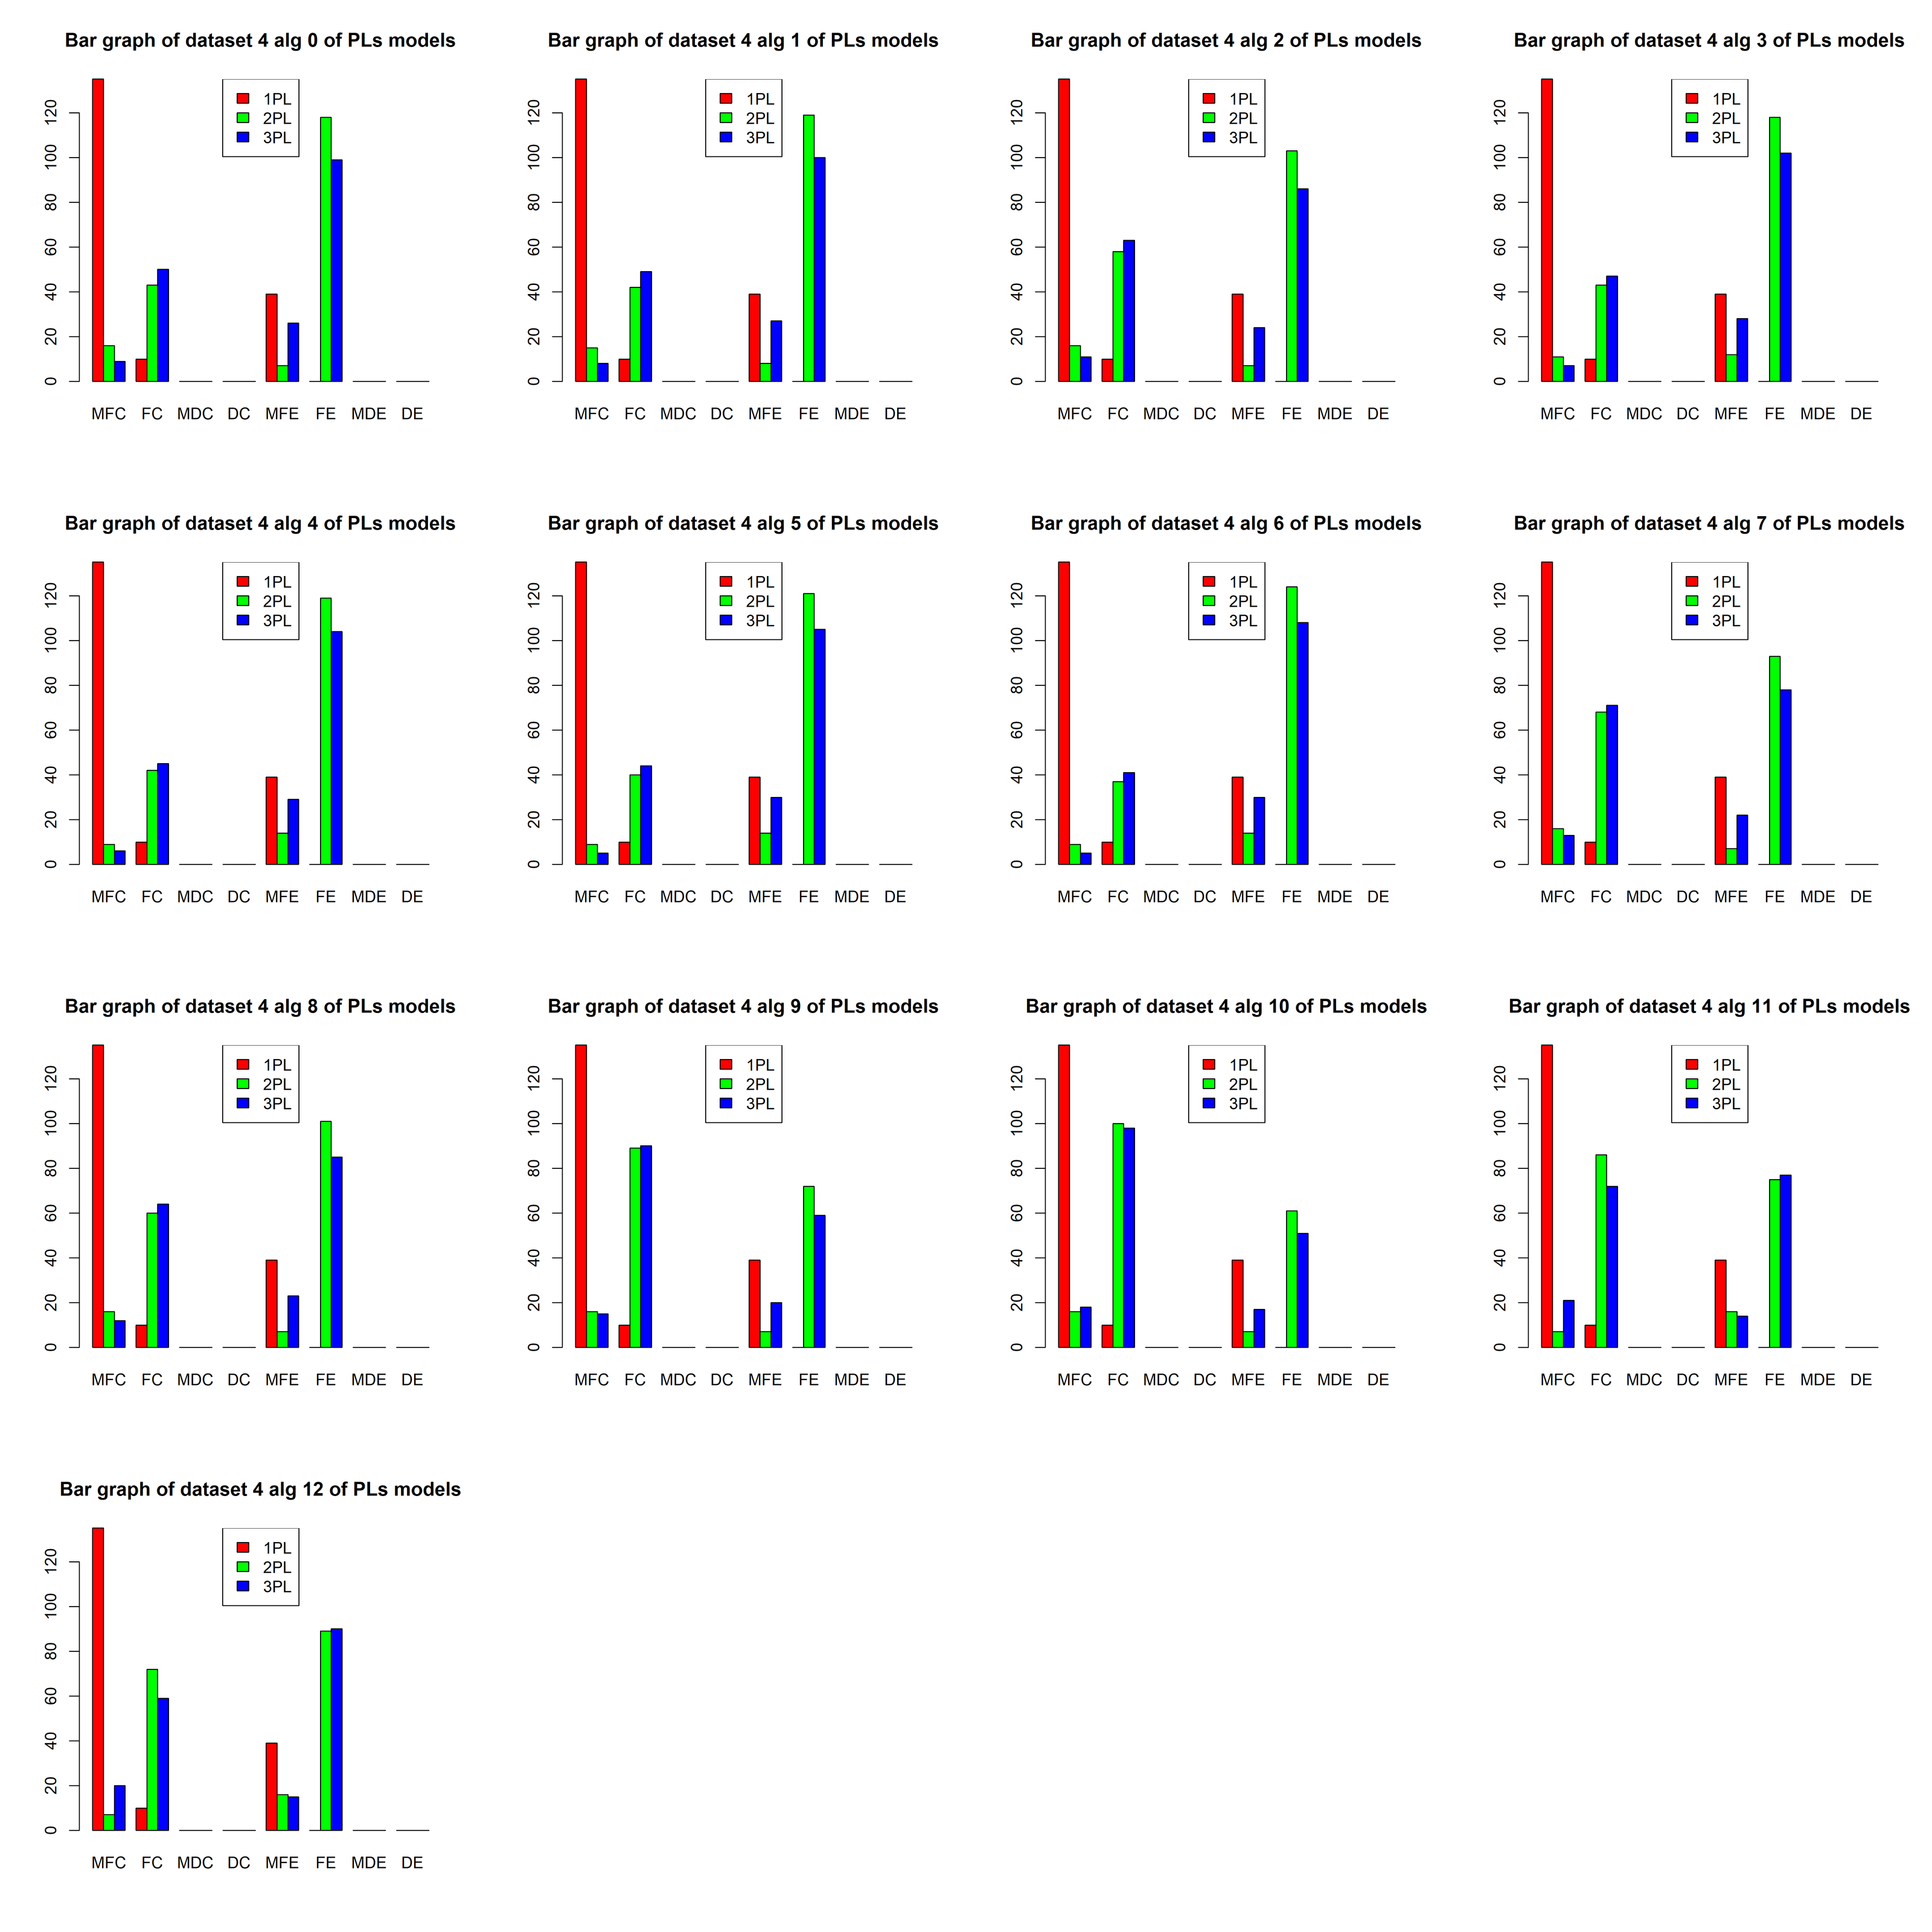 Bar graph of dataset 4 alg 0 of PLs models
1PL
2PL
3PL
0 20 40 60 80 100 120
MFC FC MDC DC MFE FE MDE DE
Bar graph of dataset 4 alg 1 of PLs models
1PL
2PL
3PL
0 20 40 60 80 100 120
MFC FC MDC DC MFE FE MDE DE
Bar graph of dataset 4 alg 2 of PLs models
1PL
2PL
3PL
0 20 40 60 80 100 120
MFC FC MDC DC MFE FE MDE DE
Bar graph of dataset 4 alg 3 of PLs models
1PL
2PL
3PL
0 20 40 60 80 100 120
MFC FC MDC DC MFE FE MDE DE
Bar graph of dataset 4 alg 4 of PLs models
1PL
2PL
3PL
0 20 40 60 80 100 120
MFC FC MDC DC MFE FE MDE DE
Bar graph of dataset 4 alg 5 of PLs models
1PL
2PL
3PL
0 20 40 60 80 100 120
MFC FC MDC DC MFE FE MDE DE
Bar graph of dataset 4 alg 6 of PLs models
1PL
2PL
3PL
0 20 40 60 80 100 120
MFC FC MDC DC MFE FE MDE DE
Bar graph of dataset 4 alg 7 of PLs models
1PL
2PL
3PL
0 20 40 60 80 100 120
MFC FC MDC DC MFE FE MDE DE
Bar graph of dataset 4 alg 8 of PLs models
1PL
2PL
3PL
0 20 40 60 80 100 120
MFC FC MDC DC MFE FE MDE DE
Bar graph of dataset 4 alg 9 of PLs models
1PL
2PL
3PL
0 20 40 60 80 100 120
MFC FC MDC DC MFE FE MDE DE
Bar graph of dataset 4 alg 10 of PLs models
1PL
2PL
3PL
0 20 40 60 80 100 120
MFC FC MDC DC MFE FE MDE DE
Bar graph of dataset 4 alg 11 of PLs models
1PL
2PL
3PL
0 20 40 60 80 100 120
MFC FC MDC DC MFE FE MDE DE
Bar graph of dataset 4 alg 12 of PLs models
1PL
2PL
3PL
0 20 40 60 80 100 120
MFC FC MDC DC MFE FE MDE DE